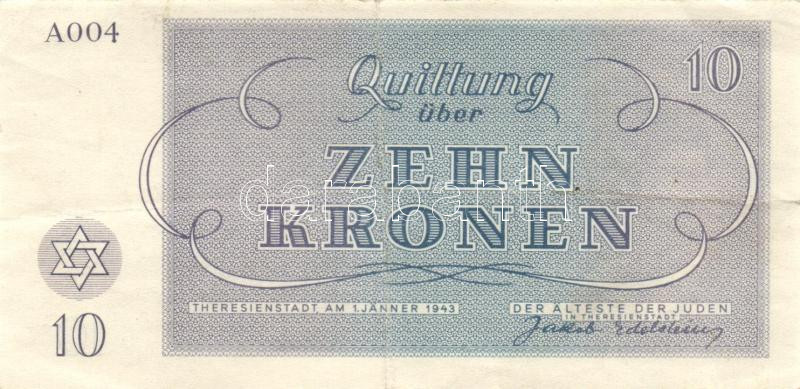 A004
Quittung
10
über
ZEHN
KRONEN
darabanth
THERESIENSTADT, AM 1. JÄNNER 1943
DER ÄLTESTE DER JUDEN
IN THERESIENSTADT
Jakob Edelstein
10